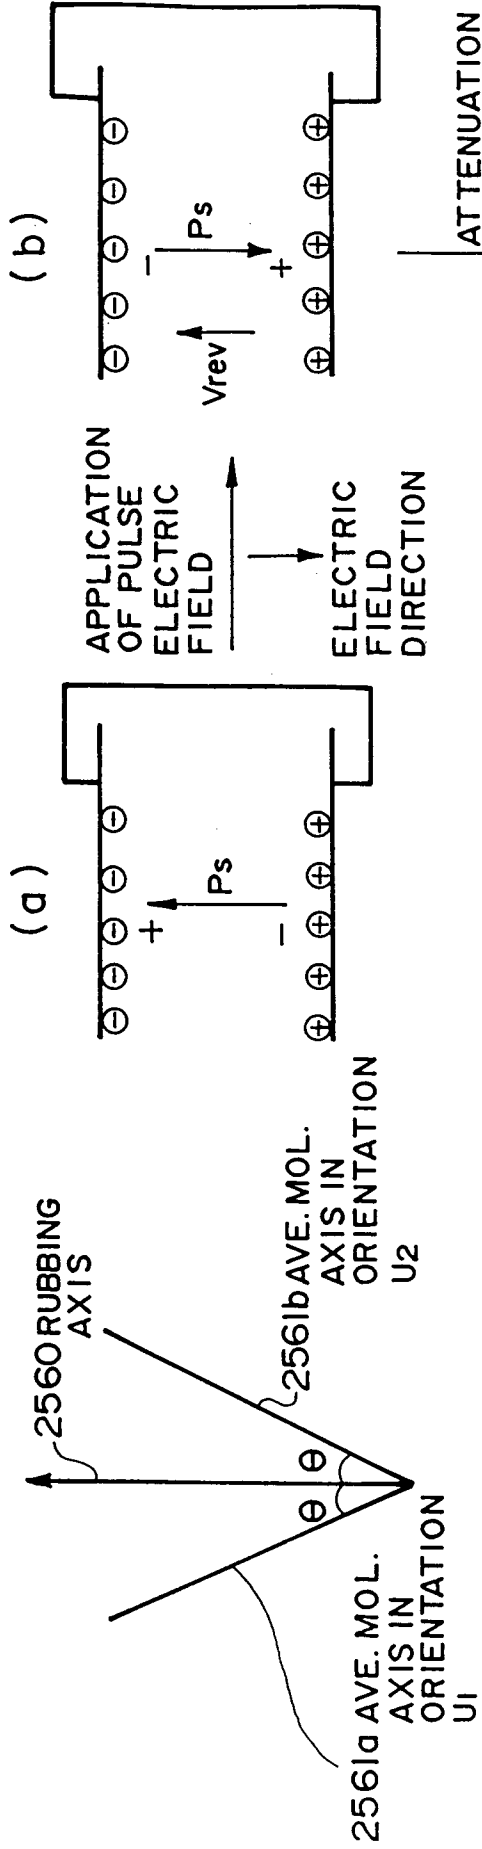 2560 RUBBING
AXIS
θ
θ
2561a AVE. MOL.
AXIS IN
ORIENTATION
U1
2561b AVE. MOL.
AXIS IN
ORIENTATION
U2
(a)
⊖ ⊖ ⊖ ⊖ ⊖
+
Ps
−
⊕ ⊕ ⊕ ⊕ ⊕
APPLICATION
OF PULSE
ELECTRIC
FIELD
ELECTRIC
FIELD
DIRECTION
(b)
⊖ ⊖ ⊖ ⊖ ⊖
−
Vrev
Ps
+
⊕ ⊕ ⊕ ⊕ ⊕
ATTENUATION